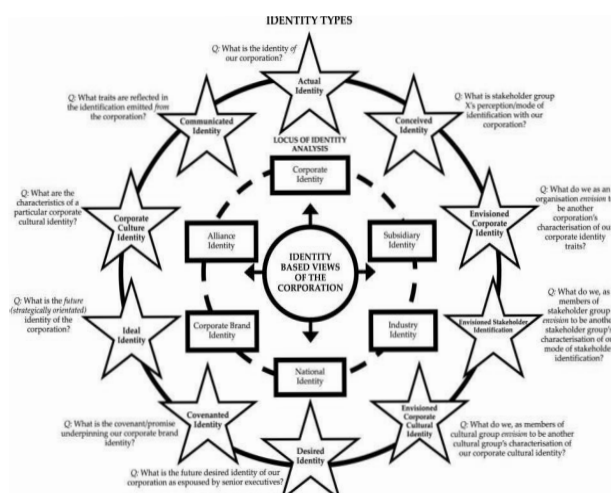 IDENTITY TYPES
Q: What is the identity of
our corporation?
Actual
Identity
Q: What traits are reflected in
the identification emitted from
the corporation?
Communicated
Identity
Q: What is stakeholder group
X's perception/mode of
identification with our
corporation?
Conceived
Identity
LOCUS OF IDENTITY
ANALYSIS
Corporate
Identity
Q: What are the
characteristics of a
particular corporate
cultural identity?
Corporate
Culture
Identity
Alliance
Identity
Subsidiary
Identity
Envisioned
Corporate
Identity
Q: What do we as an
organisation envision to
be another
corporation's
characterisation of our
corporate identity
traits?
IDENTITY
BASED VIEWS
OF THE
CORPORATION
Q: What is the future
(strategically orientated)
identity of the
corporation?
Ideal
Identity
Corporate Brand
Identity
Industry
Identity
Envisioned Stakeholder
Identification
Q: What do we, as
members of
stakeholder group
envision to be another
stakeholder group's
characterisation of our
mode of stakeholder
identification?
National
Identity
Q: What is the covenant/promise
underpinning our corporate brand
identity?
Covenanted
Identity
Envisioned
Corporate
Cultural
Identity
Q: What do we, as members of
cultural group envision to be another
cultural group's characterisation of
our corporate cultural identity?
Q: What is the future desired identity of our
corporation as espoused by senior executives?
Desired
Identity